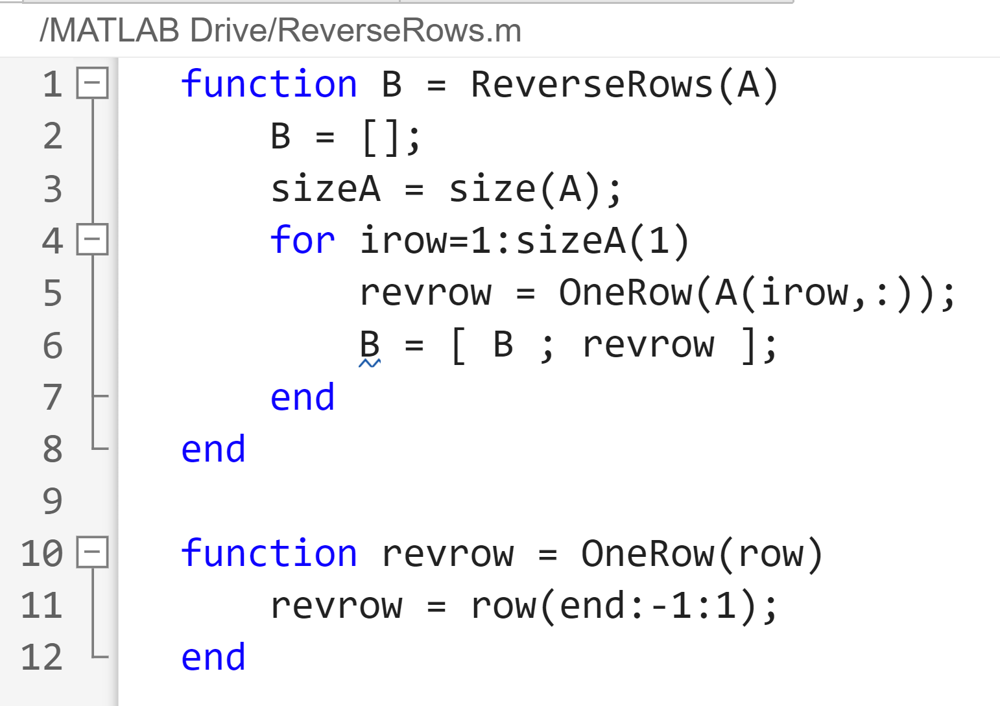 /MATLAB Drive/ReverseRows.m
1 function B = ReverseRows(A)
2     B = [];
3     sizeA = size(A);
4     for irow=1:sizeA(1)
5         revrow = OneRow(A(irow,:));
6         B = [ B ; revrow ];
7     end
8 end
9
10 function revrow = OneRow(row)
11     revrow = row(end:-1:1);
12 end